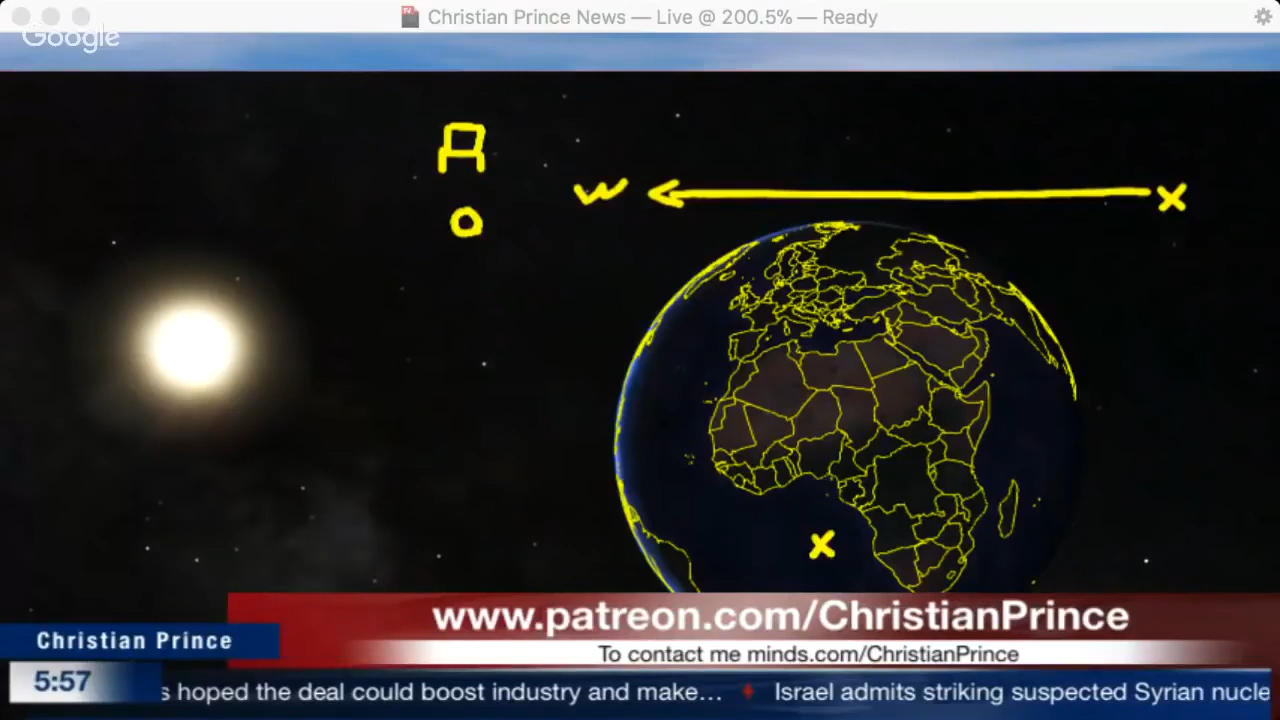 Christian Prince News — Live @ 200.5% — Ready
Google
W X
X
www.patreon.com/ChristianPrince
Christian Prince
To contact me minds.com/ChristianPrince
5:57
s hoped the deal could boost industry and make... ♦ Israel admits striking suspected Syrian nucle